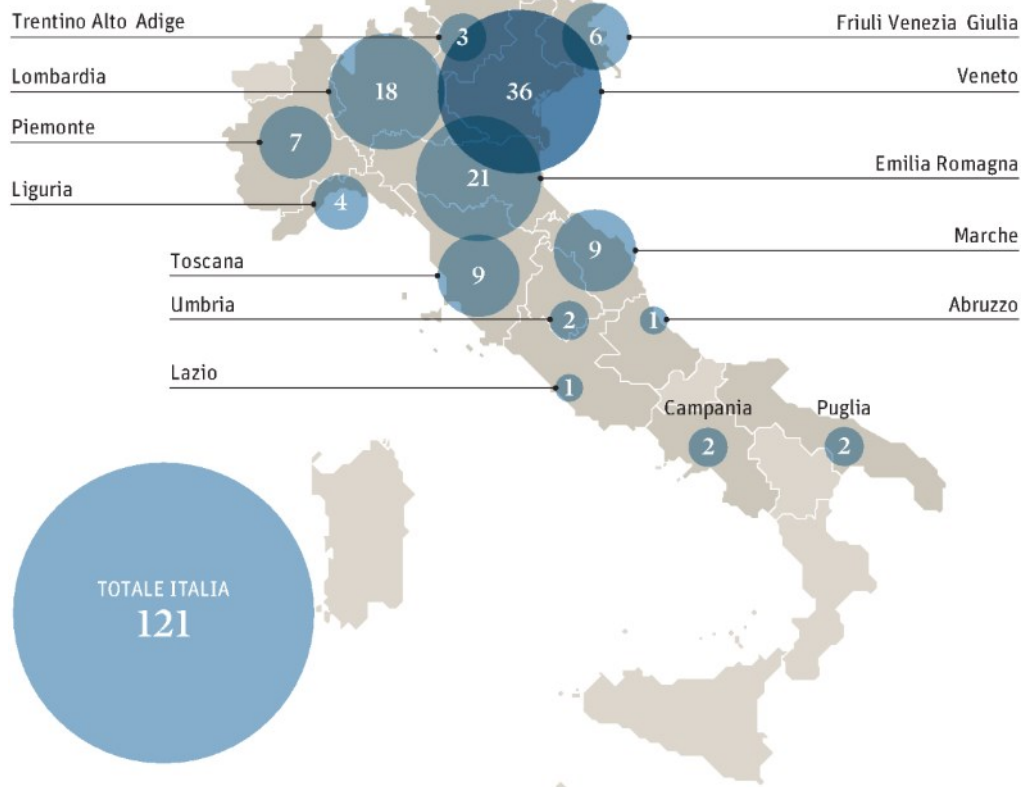 Trentino Alto Adige
3
6
Friuli Venezia Giulia
Lombardia
18
36
Veneto
Piemonte
7
Emilia Romagna
21
Liguria
4
Marche
9
Toscana
9
Umbria
2
1
Abruzzo
Lazio
1
Campania
2
Puglia
2
TOTALE ITALIA
121